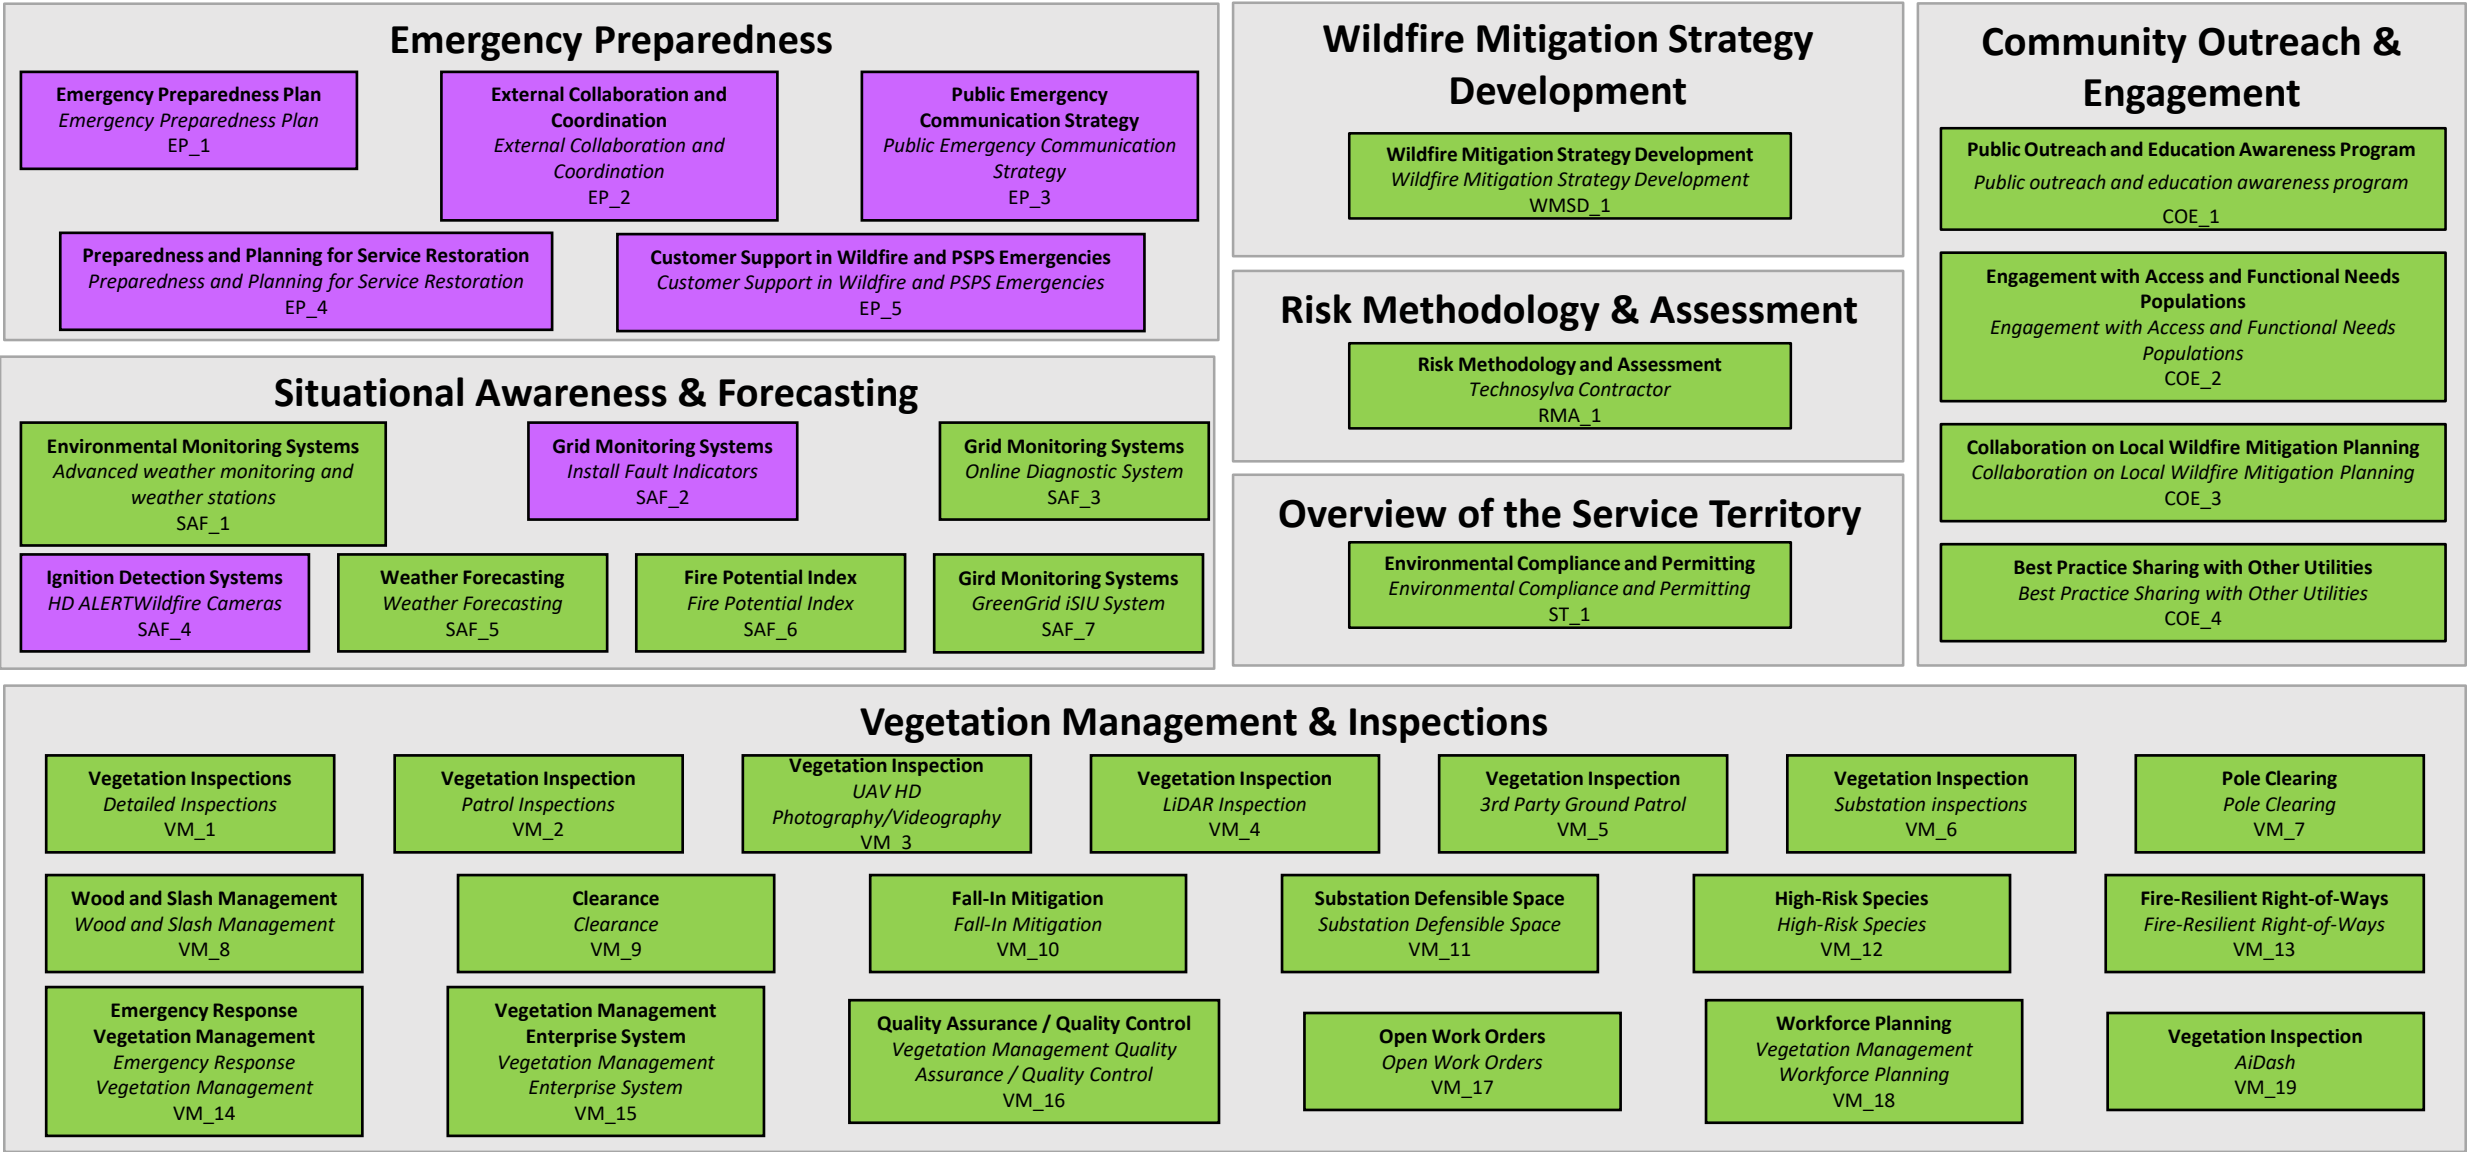 Emergency Preparedness
Emergency Preparedness Plan
Emergency Preparedness Plan
EP_1
External Collaboration and
Coordination
External Collaboration and
Coordination
EP_2
Public Emergency
Communication Strategy
Public Emergency Communication
Strategy
EP_3
Preparedness and Planning for Service Restoration
Preparedness and Planning for Service Restoration
EP_4
Customer Support in Wildfire and PSPS Emergencies
Customer Support in Wildfire and PSPS Emergencies
EP_5
Situational Awareness & Forecasting
Environmental Monitoring Systems
Advanced weather monitoring and
weather stations
SAF_1
Grid Monitoring Systems
Install Fault Indicators
SAF_2
Grid Monitoring Systems
Online Diagnostic System
SAF_3
Ignition Detection Systems
HD ALERTWildfire Cameras
SAF_4
Weather Forecasting
Weather Forecasting
SAF_5
Fire Potential Index
Fire Potential Index
SAF_6
Gird Monitoring Systems
GreenGrid iSIU System
SAF_7
Wildfire Mitigation Strategy
Development
Wildfire Mitigation Strategy Development
Wildfire Mitigation Strategy Development
WMSD_1
Risk Methodology & Assessment
Risk Methodology and Assessment
Technosylva Contractor
RMA_1
Overview of the Service Territory
Environmental Compliance and Permitting
Environmental Compliance and Permitting
ST_1
Community Outreach &
Engagement
Public Outreach and Education Awareness Program
Public outreach and education awareness program
COE_1
Engagement with Access and Functional Needs
Populations
Engagement with Access and Functional Needs
Populations
COE_2
Collaboration on Local Wildfire Mitigation Planning
Collaboration on Local Wildfire Mitigation Planning
COE_3
Best Practice Sharing with Other Utilities
Best Practice Sharing with Other Utilities
COE_4
Vegetation Management & Inspections
Vegetation Inspections
Detailed Inspections
VM_1
Vegetation Inspection
Patrol Inspections
VM_2
Vegetation Inspection
UAV HD
Photography/Videography
VM_3
Vegetation Inspection
LiDAR Inspection
VM_4
Vegetation Inspection
3rd Party Ground Patrol
VM_5
Vegetation Inspection
Substation inspections
VM_6
Pole Clearing
Pole Clearing
VM_7
Wood and Slash Management
Wood and Slash Management
VM_8
Clearance
Clearance
VM_9
Fall-In Mitigation
Fall-In Mitigation
VM_10
Substation Defensible Space
Substation Defensible Space
VM_11
High-Risk Species
High-Risk Species
VM_12
Fire-Resilient Right-of-Ways
Fire-Resilient Right-of-Ways
VM_13
Emergency Response
Vegetation Management
Emergency Response
Vegetation Management
VM_14
Vegetation Management
Enterprise System
Vegetation Management
Enterprise System
VM_15
Quality Assurance / Quality Control
Vegetation Management Quality
Assurance / Quality Control
VM_16
Open Work Orders
Open Work Orders
VM_17
Workforce Planning
Vegetation Management
Workforce Planning
VM_18
Vegetation Inspection
AiDash
VM_19